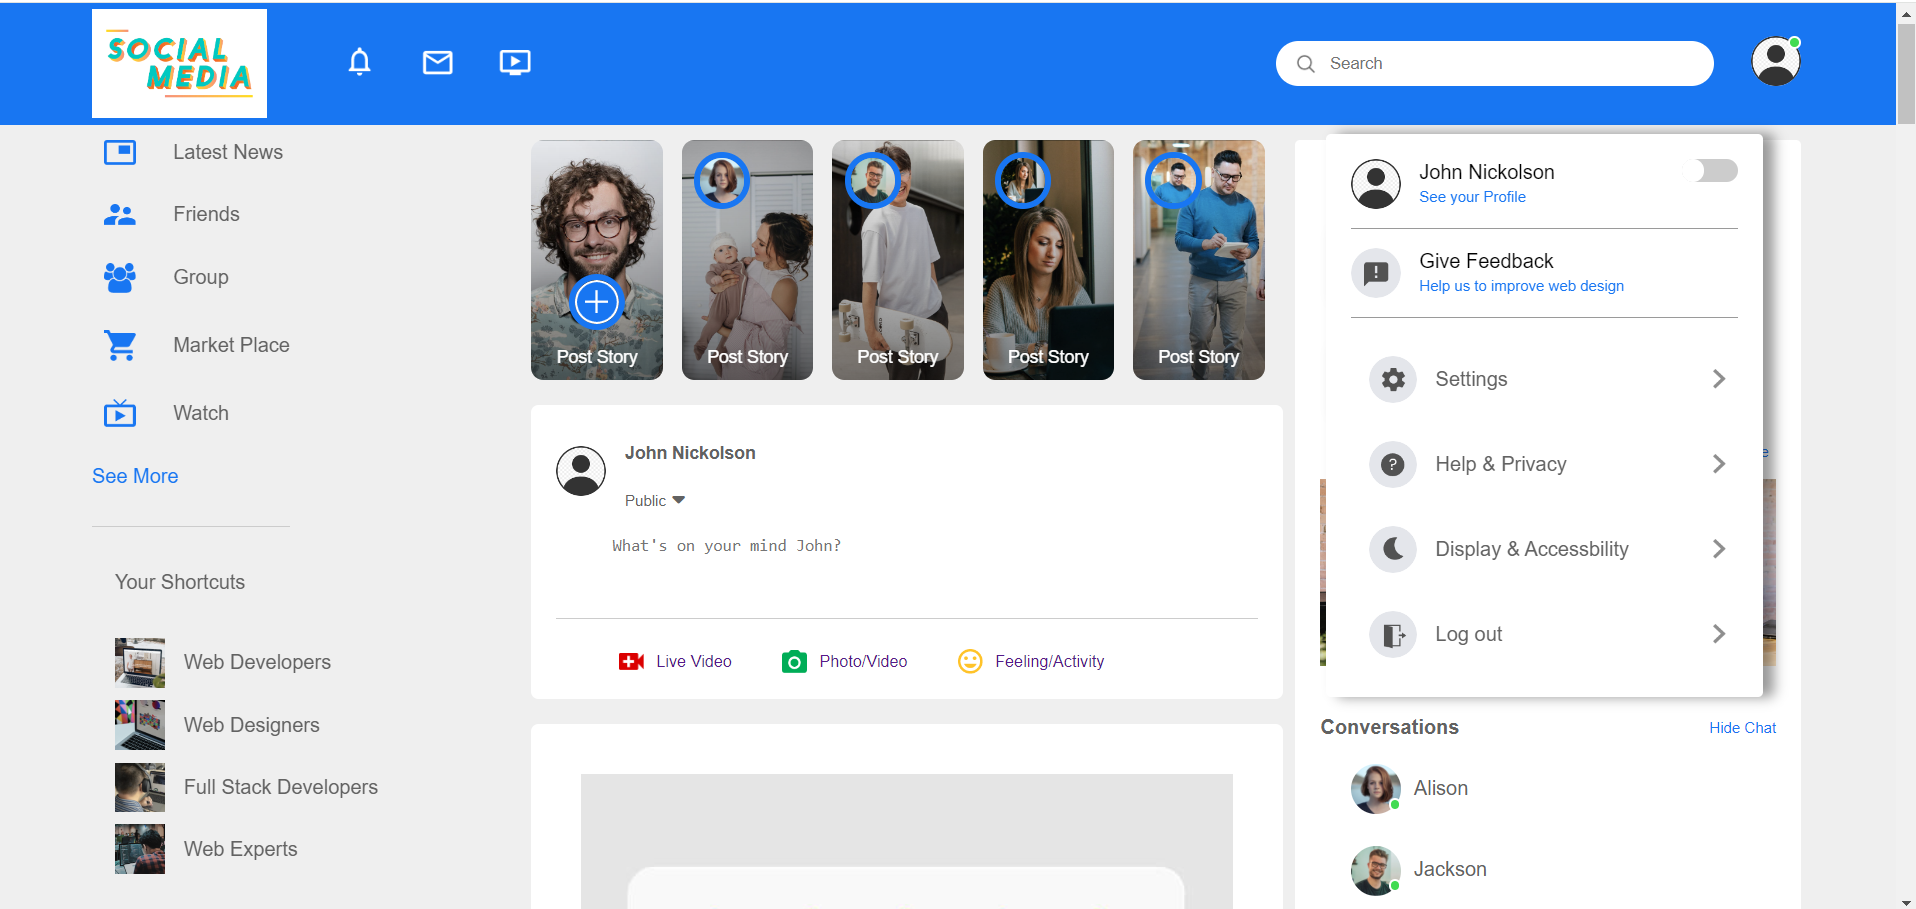 SOCIAL
MEDIA
Search
Latest News
Friends
Group
Market Place
Watch
See More
Your Shortcuts
Web Developers
Web Designers
Full Stack Developers
Web Experts
Post Story
Post Story
Post Story
Post Story
Post Story
John Nickolson
Public
What's on your mind John?
Live Video
Photo/Video
Feeling/Activity
John Nickolson
See your Profile
Give Feedback
Help us to improve web design
Settings
Help & Privacy
Display & Accessbility
Log out
e
Conversations
Hide Chat
Alison
Jackson